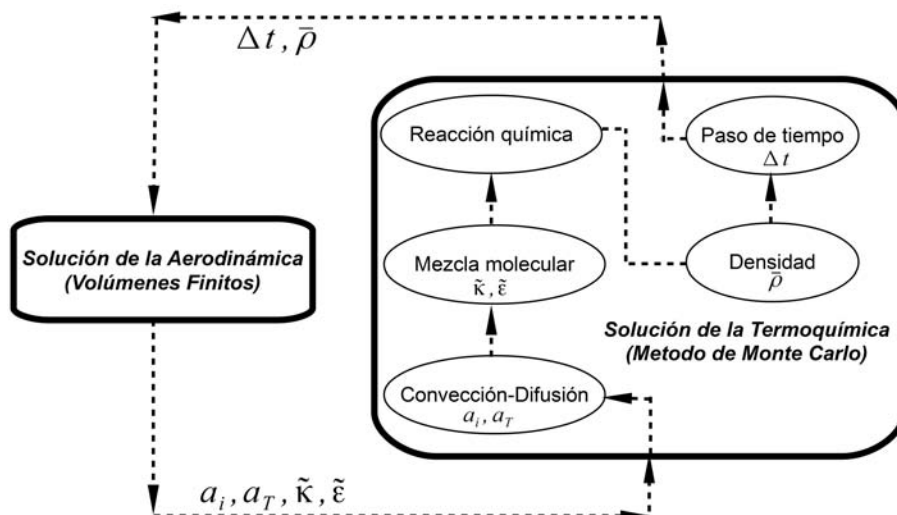 Δt, ρ̄
Reacción química
Paso de tiempo
Δt
Solución de la Aerodinámica
(Volúmenes Finitos)
Mezcla molecular
κ̃, ε̃
Densidad
ρ̄
Solución de la Termoquímica
(Metodo de Monte Carlo)
Convección-Difusión
a_i, a_T
a_i, a_T, κ̃, ε̃